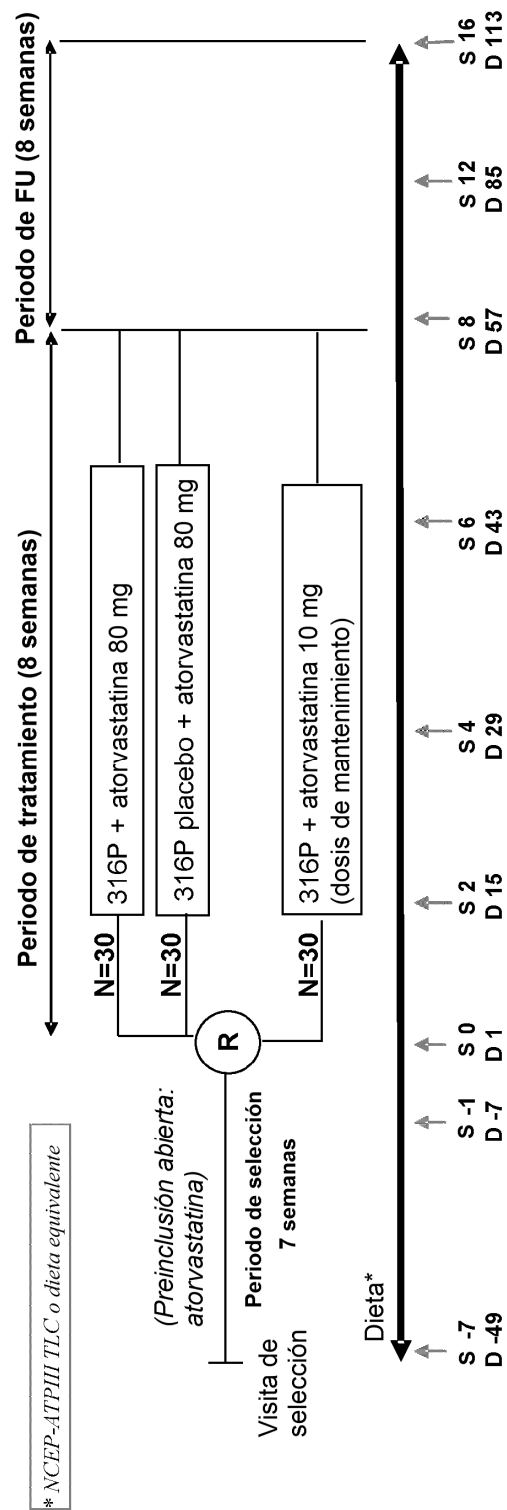 * NCEP-ATPIII TLC o dieta equivalente
Periodo de tratamiento (8 semanas)
Periodo de FU (8 semanas)
N=30
316P + atorvastatina 80 mg
N=30
316P placebo + atorvastatina 80 mg
(Preinclusión abierta:
atorvastatina)
R
Periodo de selección
7 semanas
Visita de
selección
N=30
316P + atorvastatina 10 mg
(dosis de mantenimiento)
Dieta*
S -7 S -1 S 0 S 2 S 4 S 6 S 8 S 12 S 16
D -49 D -7 D 1 D 15 D 29 D 43 D 57 D 85 D 113